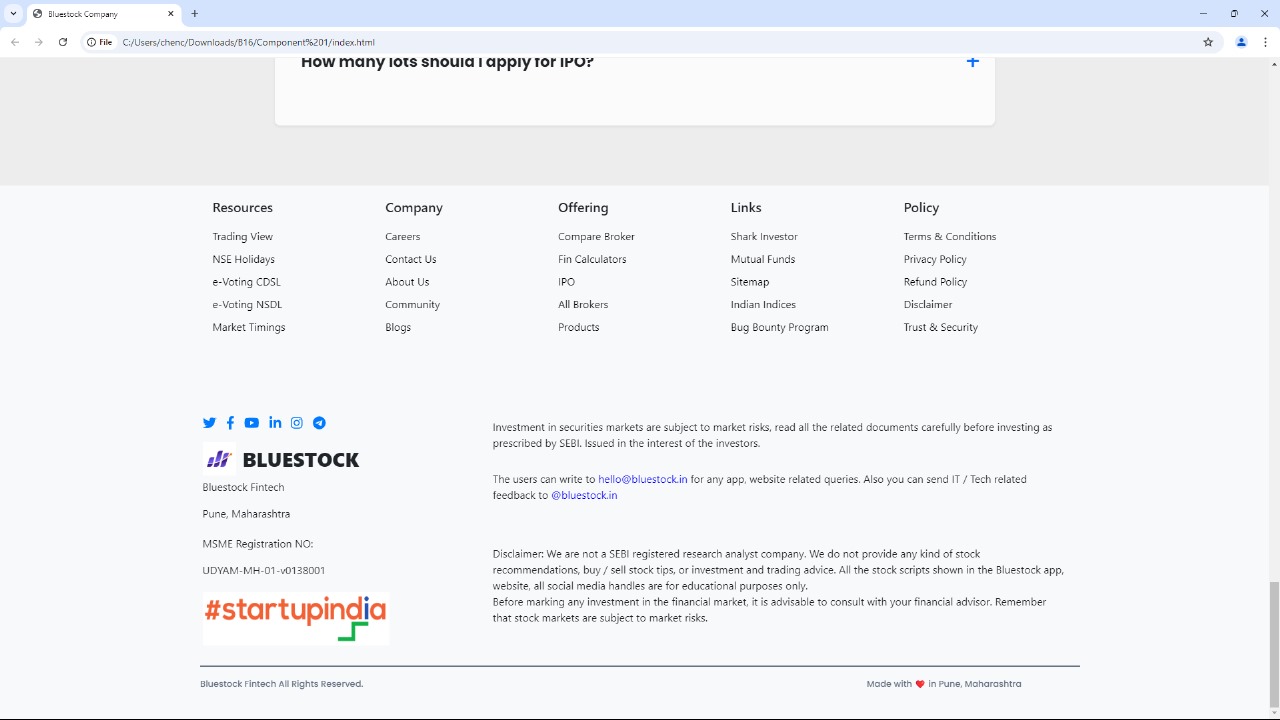 Bluestock Company
File
C:/Users/chenc/Downloads/B16/Component%201/index.html
How many lots should i apply for IPO?
+
Resources
Trading View
NSE Holidays
e-Voting CDSL
e-Voting NSDL
Market Timings
Company
Careers
Contact Us
About Us
Community
Blogs
Offering
Compare Broker
Fin Calculators
IPO
All Brokers
Products
Links
Shark Investor
Mutual Funds
Sitemap
Indian Indices
Bug Bounty Program
Policy
Terms & Conditions
Privacy Policy
Refund Policy
Disclaimer
Trust & Security
BLUESTOCK
Bluestock Fintech
Pune, Maharashtra
MSME Registration NO:
UDYAM-MH-01-v0138001
#startupindia
Investment in securities markets are subject to market risks, read all the related documents carefully before investing as
prescribed by SEBI. Issued in the interest of the investors.
The users can write to hello@bluestock.in for any app, website related queries. Also you can send IT / Tech related
feedback to @bluestock.in
Disclaimer: We are not a SEBI registered research analyst company. We do not provide any kind of stock
recommendations, buy / sell stock tips, or investment and trading advice. All the stock scripts shown in the Bluestock app,
website, all social media handles are for educational purposes only.
Before marking any investment in the financial market, it is advisable to consult with your financial advisor. Remember
that stock markets are subject to market risks.
Bluestock Fintech All Rights Reserved.
Made with ❤️ in Pune, Maharashtra